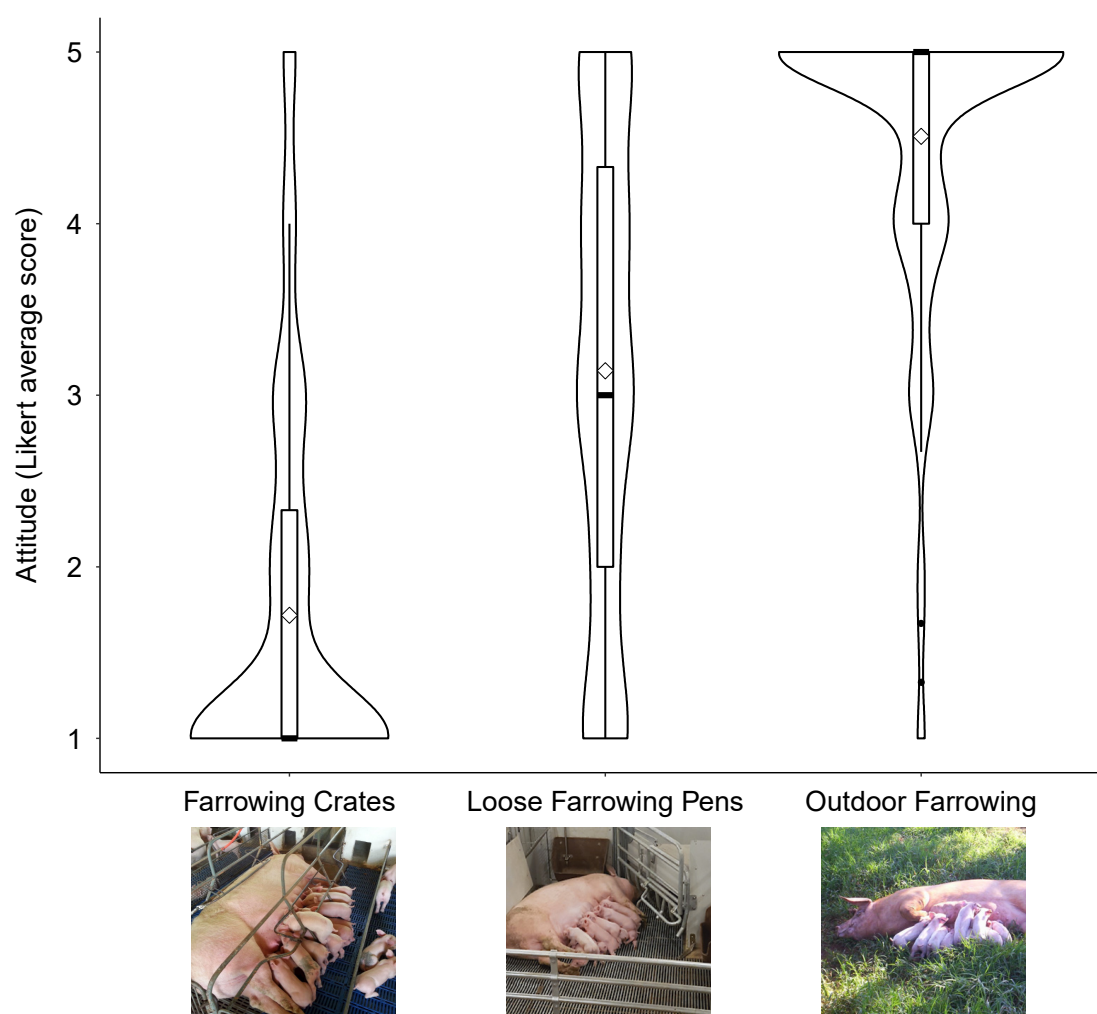 Attitude (Likert average score)
5
4
3
2
1
Farrowing Crates
Loose Farrowing Pens
Outdoor Farrowing